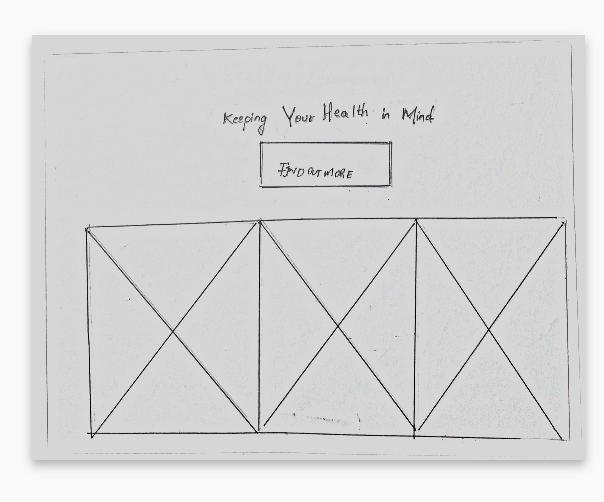 Keeping Your Health in Mind
FIND OUT MORE